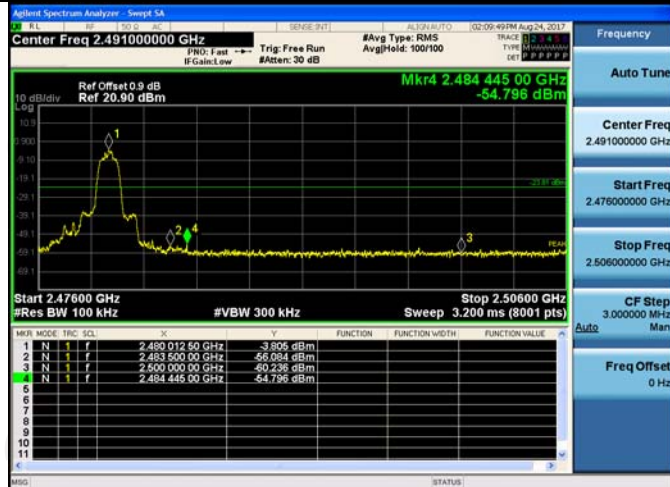 Agilent Spectrum Analyzer - Swept SA
RL RF 50 Ω AC SENSE:INT ALIGN AUTO 02:09:49 PM Aug 24, 2017
Center Freq 2.491000000 GHz
PNO: Fast
IFGain:Low
Trig: Free Run
#Atten: 30 dB
#Avg Type: RMS
Avg|Hold: 100/100
TRACE 1 2 3 4 5 6
TYPE M W W W W W
DET P P P P P P
Mkr4 2.484 445 00 GHz
-54.796 dBm
Ref Offset 0.9 dB
Ref 20.90 dBm
10 dB/div
Log
10.9
0.900
-9.10
-19.1
-29.1
-39.1
-49.1
-59.1
-69.1
1
2
4
3
-23.81 dBm
PEAK
Start 2.47600 GHz
Stop 2.50600 GHz
#Res BW 100 kHz
#VBW 300 kHz
Sweep 3.200 ms (8001 pts)
MKR MODE TRC SCL X Y FUNCTION FUNCTION WIDTH FUNCTION VALUE
1 N 1 f 2.480 012 50 GHz -3.805 dBm
2 N 1 f 2.483 500 00 GHz -56.084 dBm
3 N 1 f 2.500 000 00 GHz -60.236 dBm
4 N 1 f 2.484 445 00 GHz -54.796 dBm
5
6
7
8
9
10
11
MSG
STATUS
Frequency
Auto Tune
Center Freq
2.491000000 GHz
Start Freq
2.476000000 GHz
Stop Freq
2.506000000 GHz
CF Step
3.000000 MHz
Auto Man
Freq Offset
0 Hz